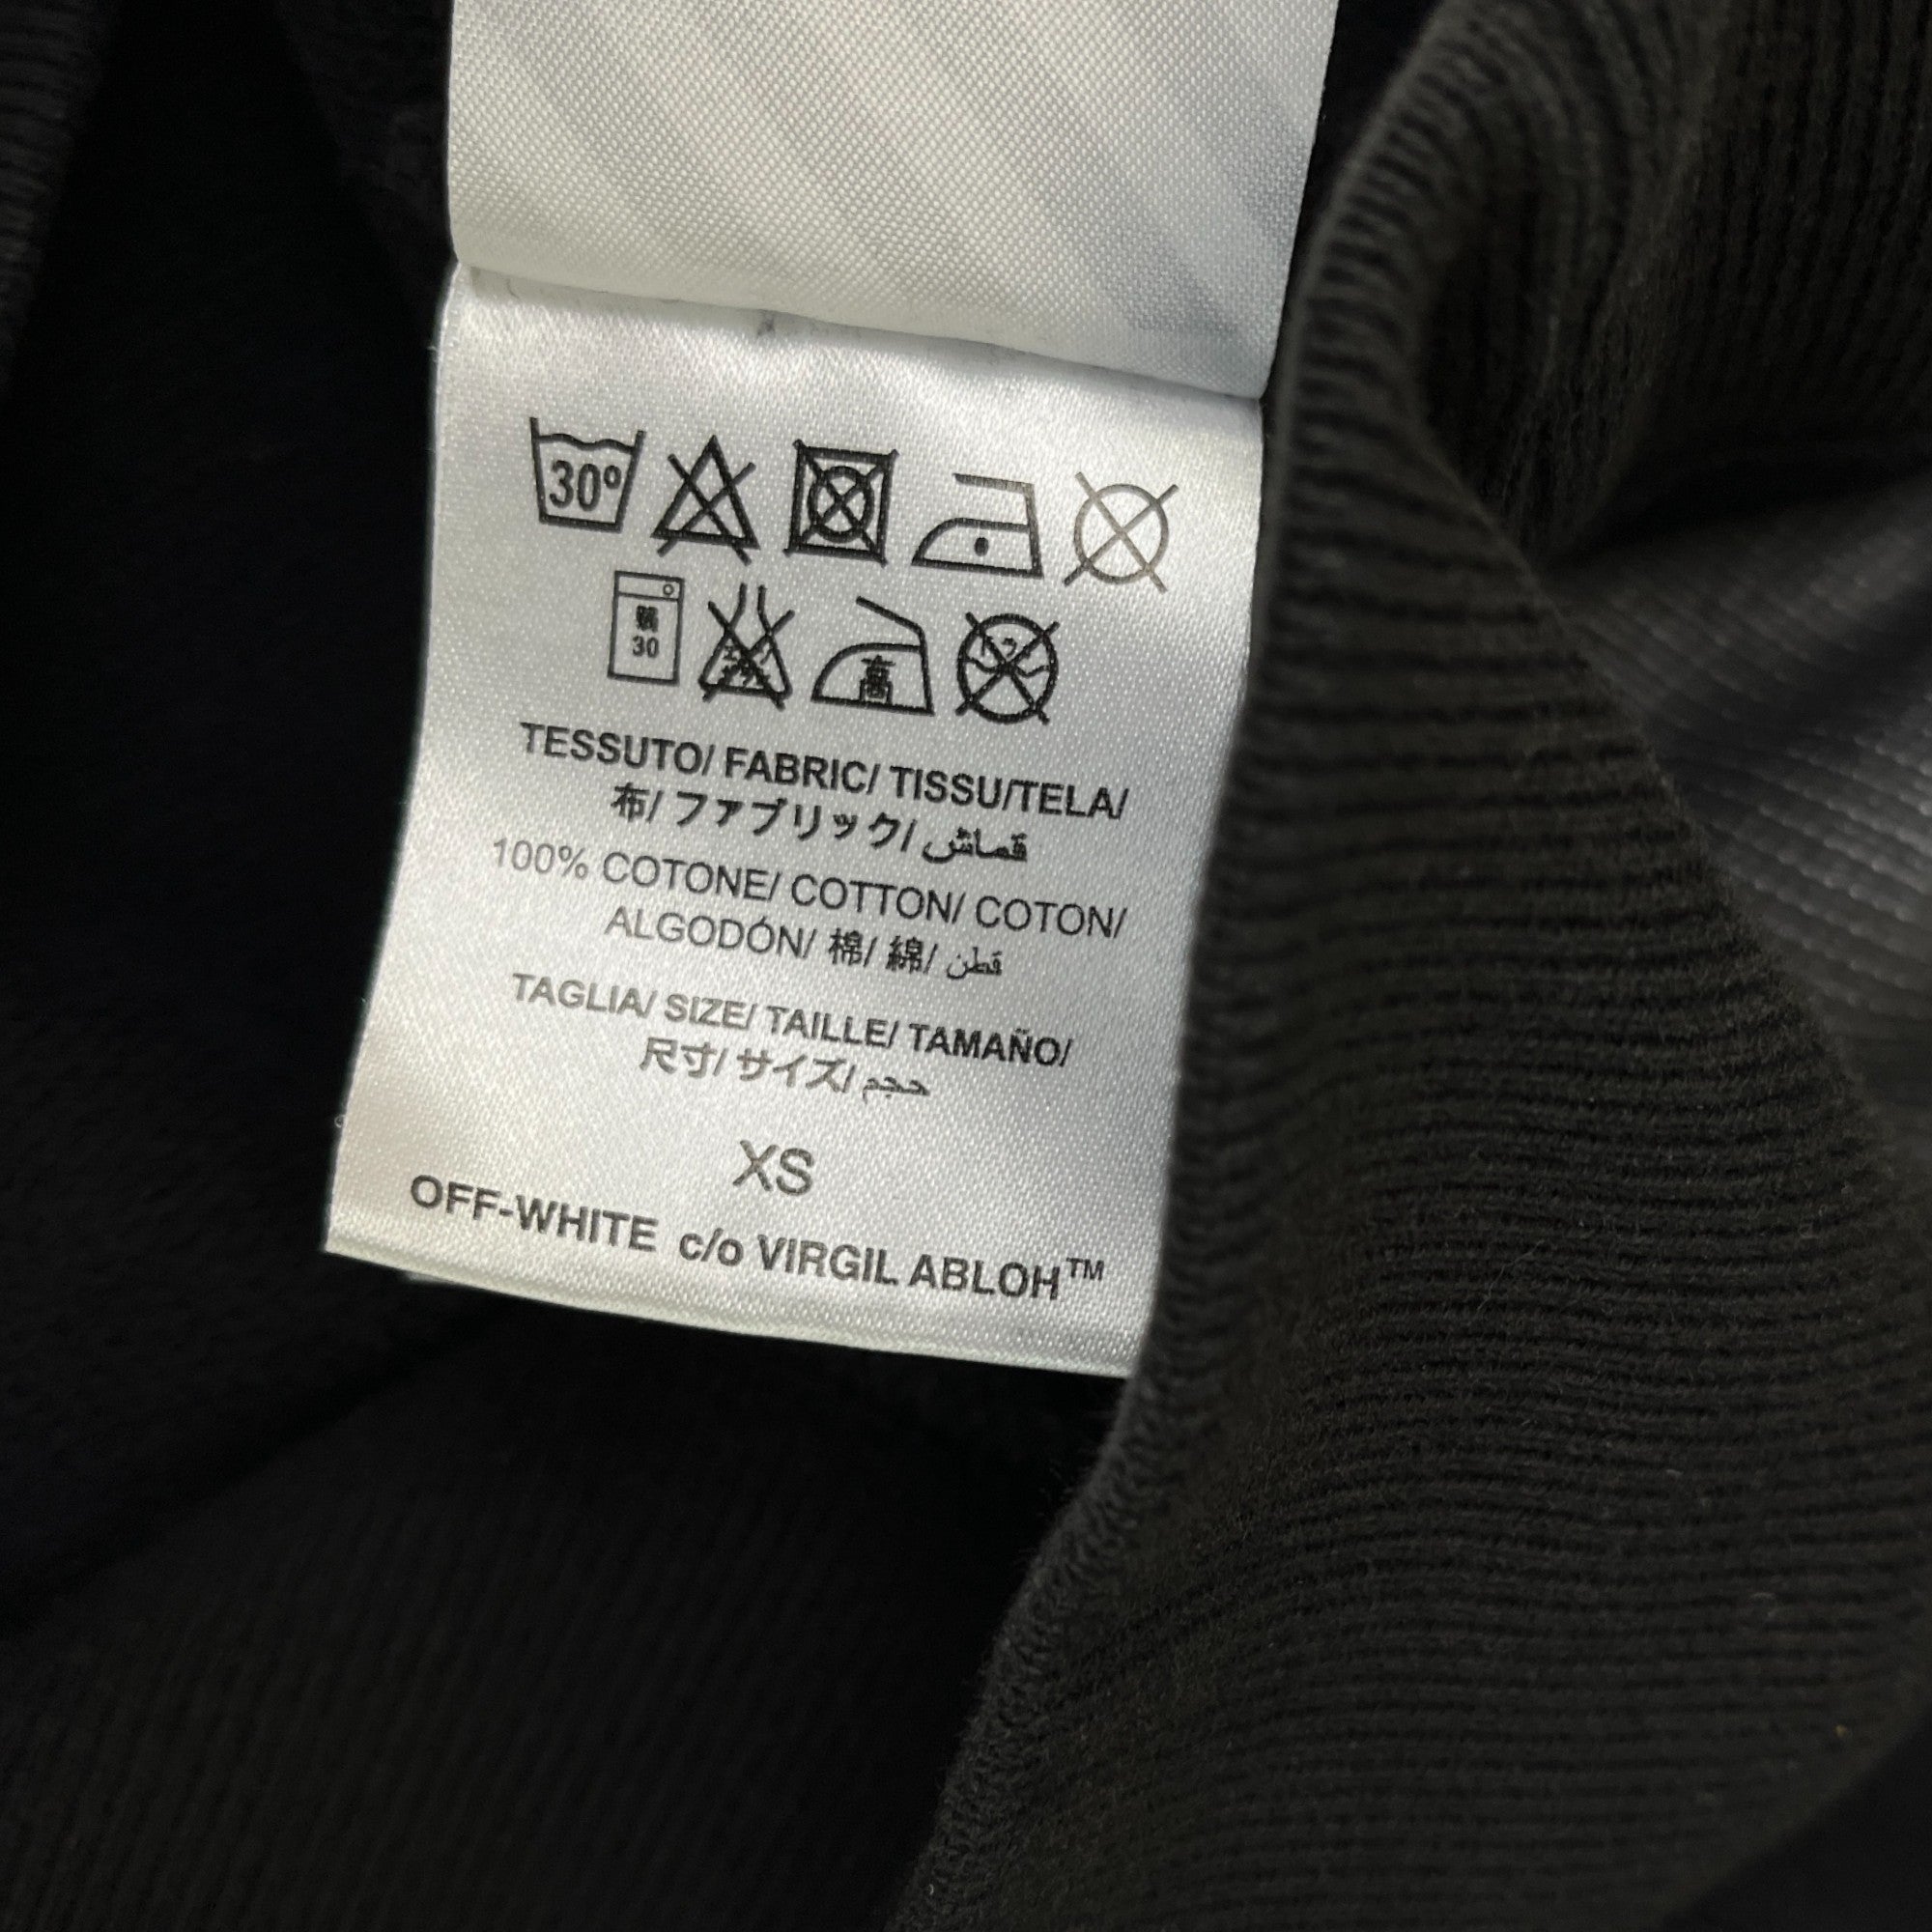 30°
30
高
TESSUTO/ FABRIC/ TISSU/TELA/
布/ ファブリック/ قماش
100% COTONE/ COTTON/ COTON/
ALGODÓN/ 棉/ 綿/ قطن
TAGLIA/ SIZE/ TAILLE/ TAMAÑO/
尺寸/ サイズ/ حجم
XS
OFF-WHITE c/o VIRGIL ABLOH™